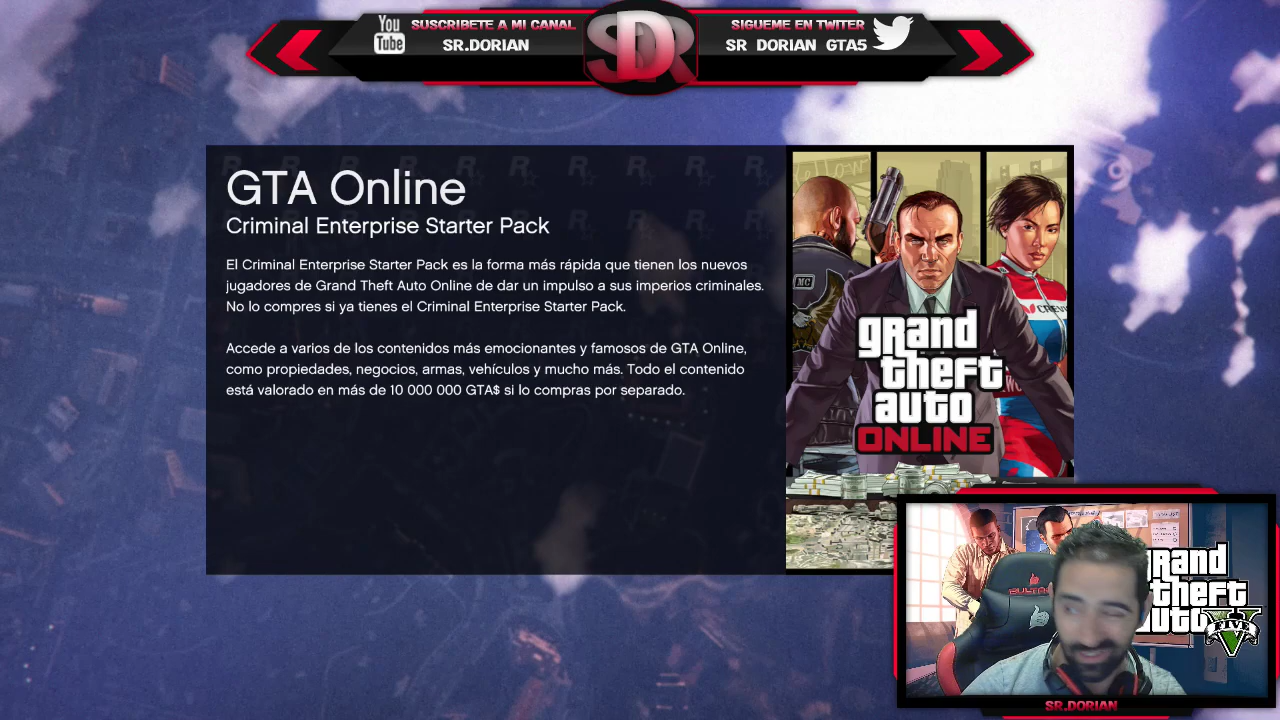 You
Tube
SUSCRIBETE A MI CANAL
SR.DORIAN
SDR
SIGUEME EN TWITER
SR DORIAN GTA5
GTA Online
Criminal Enterprise Starter Pack
El Criminal Enterprise Starter Pack es la forma más rápida que tienen los nuevos
jugadores de Grand Theft Auto Online de dar un impulso a sus imperios criminales.
No lo compres si ya tienes el Criminal Enterprise Starter Pack.
Accede a varios de los contenidos más emocionantes y famosos de GTA Online,
como propiedades, negocios, armas, vehículos y mucho más. Todo el contenido
está valorado en más de 10 000 000 GTA$ si lo compras por separado.
MC
grand
theft
auto
ONLINE
grand
theft
auto
FIVE
SR.DORIAN